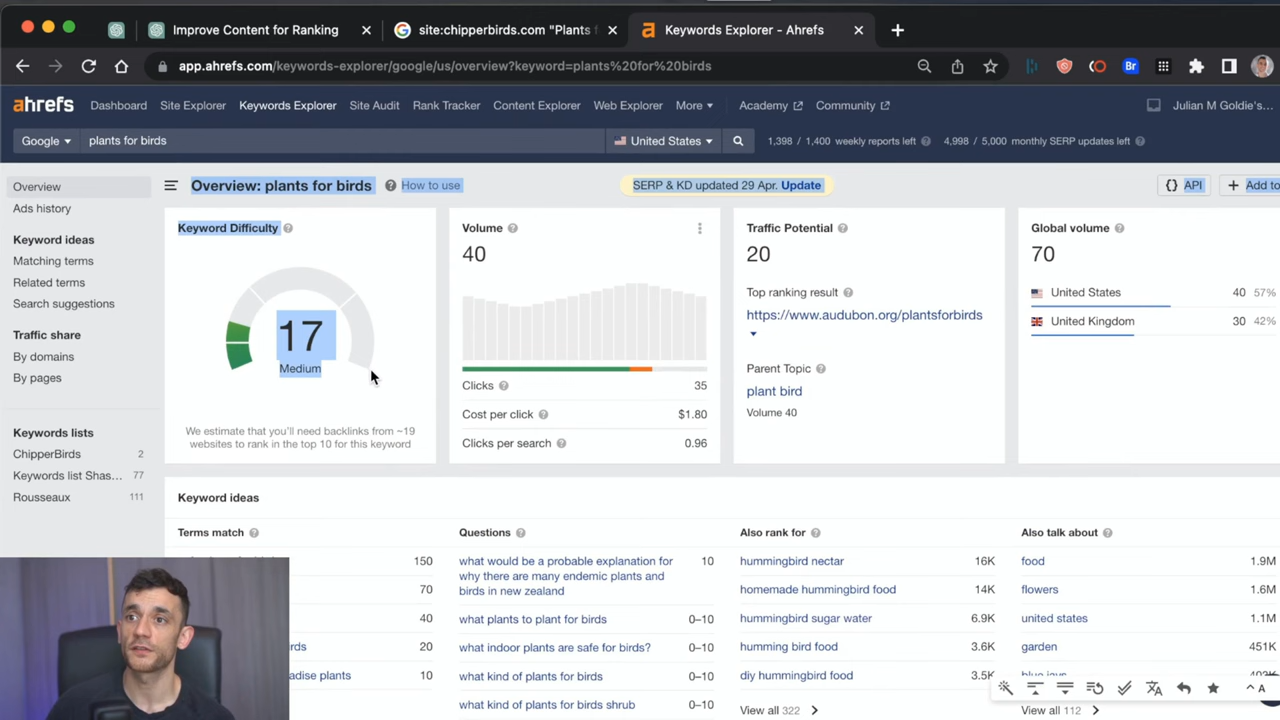 Improve Content for Ranking
site:chipperbirds.com "Plants f
Keywords Explorer - Ahrefs
app.ahrefs.com/keywords-explorer/google/us/overview?keyword=plants%20for%20birds
ahrefs Dashboard Site Explorer Keywords Explorer Site Audit Rank Tracker Content Explorer Web Explorer More Academy Community Julian M Goldie's...
Google plants for birds United States 1,398 / 1,400 weekly reports left 4,998 / 5,000 monthly SERP updates left
Overview
Ads history
Keyword ideas
Matching terms
Related terms
Search suggestions
Traffic share
By domains
By pages
Keywords lists
ChipperBirds 2
Keywords list Shas... 77
Rousseaux 111
Overview: plants for birds How to use SERP & KD updated 29 Apr. Update API Add to
Keyword Difficulty
17
Medium
We estimate that you'll need backlinks from ~19
websites to rank in the top 10 for this keyword
Volume
40
Clicks 35
Cost per click $1.80
Clicks per search 0.96
Traffic Potential
20
Top ranking result
https://www.audubon.org/plantsforbirds
Parent Topic
plant bird
Volume 40
Global volume
70
United States 40 57%
United Kingdom 30 42%
Keyword ideas
Terms match
150
70
40
20
adise plants 10
Questions
what would be a probable explanation for 10
why there are many endemic plants and
birds in new zealand
what plants to plant for birds 0–10
what indoor plants are safe for birds? 0–10
what kind of plants for birds 0–10
what kind of plants for birds shrub 0–10
Also rank for
hummingbird nectar 16K
homemade hummingbird food 14K
hummingbird sugar water 6.9K
humming bird food 3.6K
diy hummingbird food 3.5K
View all 322
Also talk about
food 1.9M
flowers 1.6M
united states 1.1M
garden 451K
View all 112
A